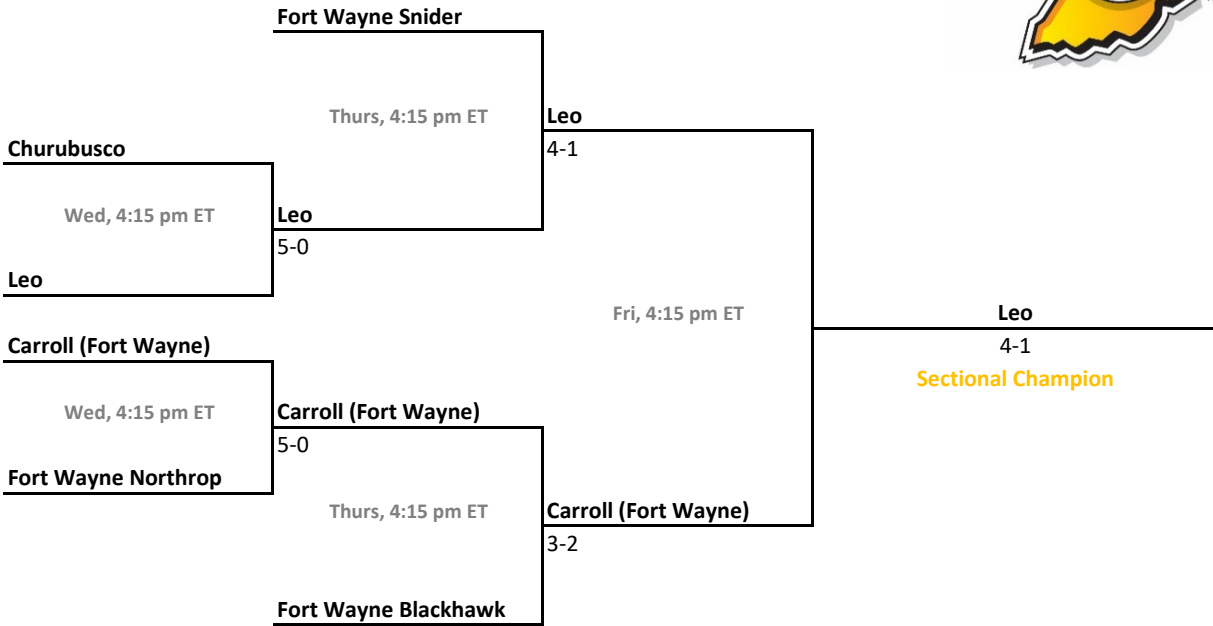 Fort Wayne Snider
Thurs, 4:15 pm ET
Leo
4-1
Churubusco
Wed, 4:15 pm ET
Leo
5-0
Leo
Fri, 4:15 pm ET
Leo
4-1
Sectional Champion
Carroll (Fort Wayne)
Wed, 4:15 pm ET
Carroll (Fort Wayne)
5-0
Fort Wayne Northrop
Thurs, 4:15 pm ET
Carroll (Fort Wayne)
3-2
Fort Wayne Blackhawk